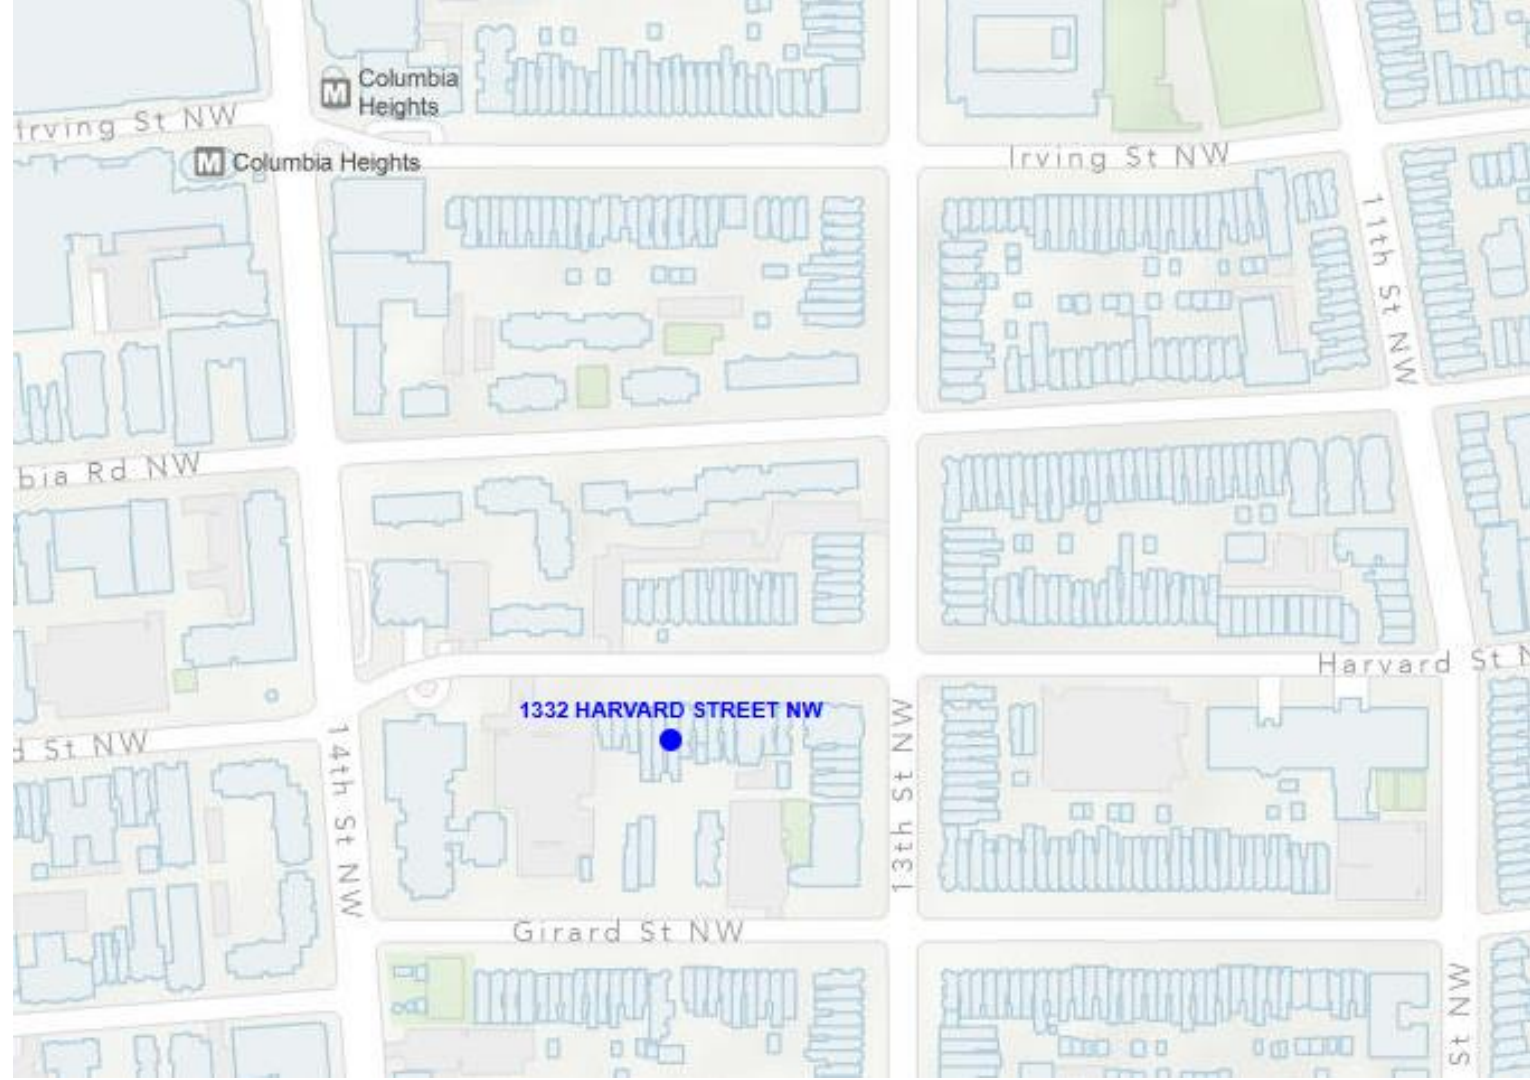 Columbia
Heights
Irving St NW
M Columbia Heights
M
Irving St NW
11th St NW
bia Rd NW
Harvard St N
1332 HARVARD STREET NW
d St NW
14th St NW
13th St NW
Girard St NW
St NW